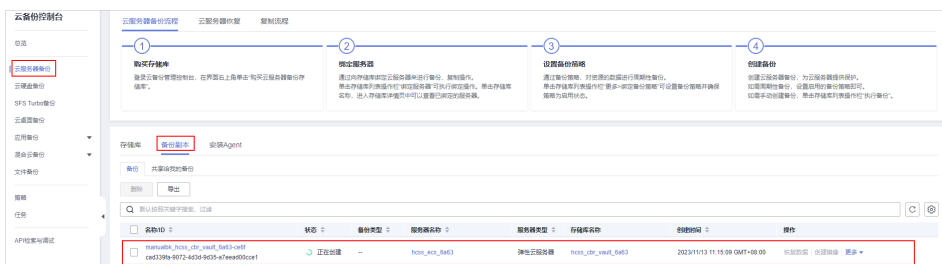 云备份控制台
总览
云服务器备份
云硬盘备份
SFS Turbo备份
云桌面备份
应用备份
混合云备份
文件备份
策略
任务
API检索与调试
云服务器备份流程 云服务器恢复 复制流程
1 2 3 4
购买存储库
登录云备份管理控制台，在界面右上角单击“购买云服务器备份存
储库”。
绑定服务器
通过向存储库绑定云服务器来进行备份、复制操作。
单击存储库列表操作栏“绑定服务器”可执行绑定操作。单击存储库
名称，进入存储库详情页中可以查看已绑定的服务器。
设置备份策略
通过备份策略，对资源的数据进行周期性备份。
单击存储库列表操作栏“更多>绑定备份策略”可设置备份策略并确保
策略为启用状态。
创建备份
创建云服务器备份，为云服务器提供保护。
如需周期性备份，设置启用的备份策略即可。
如需手动创建备份，单击存储库操作栏“执行备份”。
存储库 备份副本 安装Agent
备份 共享给我的备份
删除 导出
默认按照关键字搜索、过滤
名称/ID 状态 备份类型 服务器名称 服务器类型 存储库名称 创建时间 操作
manualbk_hcss_cbr_vault_6a63-ce6f
cad339fa-9072-4d3d-9d35-a7eead00cce1
正在创建 -- hcss_ecs_6a63 弹性云服务器 hcss_cbr_vault_6a63 2023/11/13 11:15:09 GMT+08:00 恢复数据 创建镜像 更多